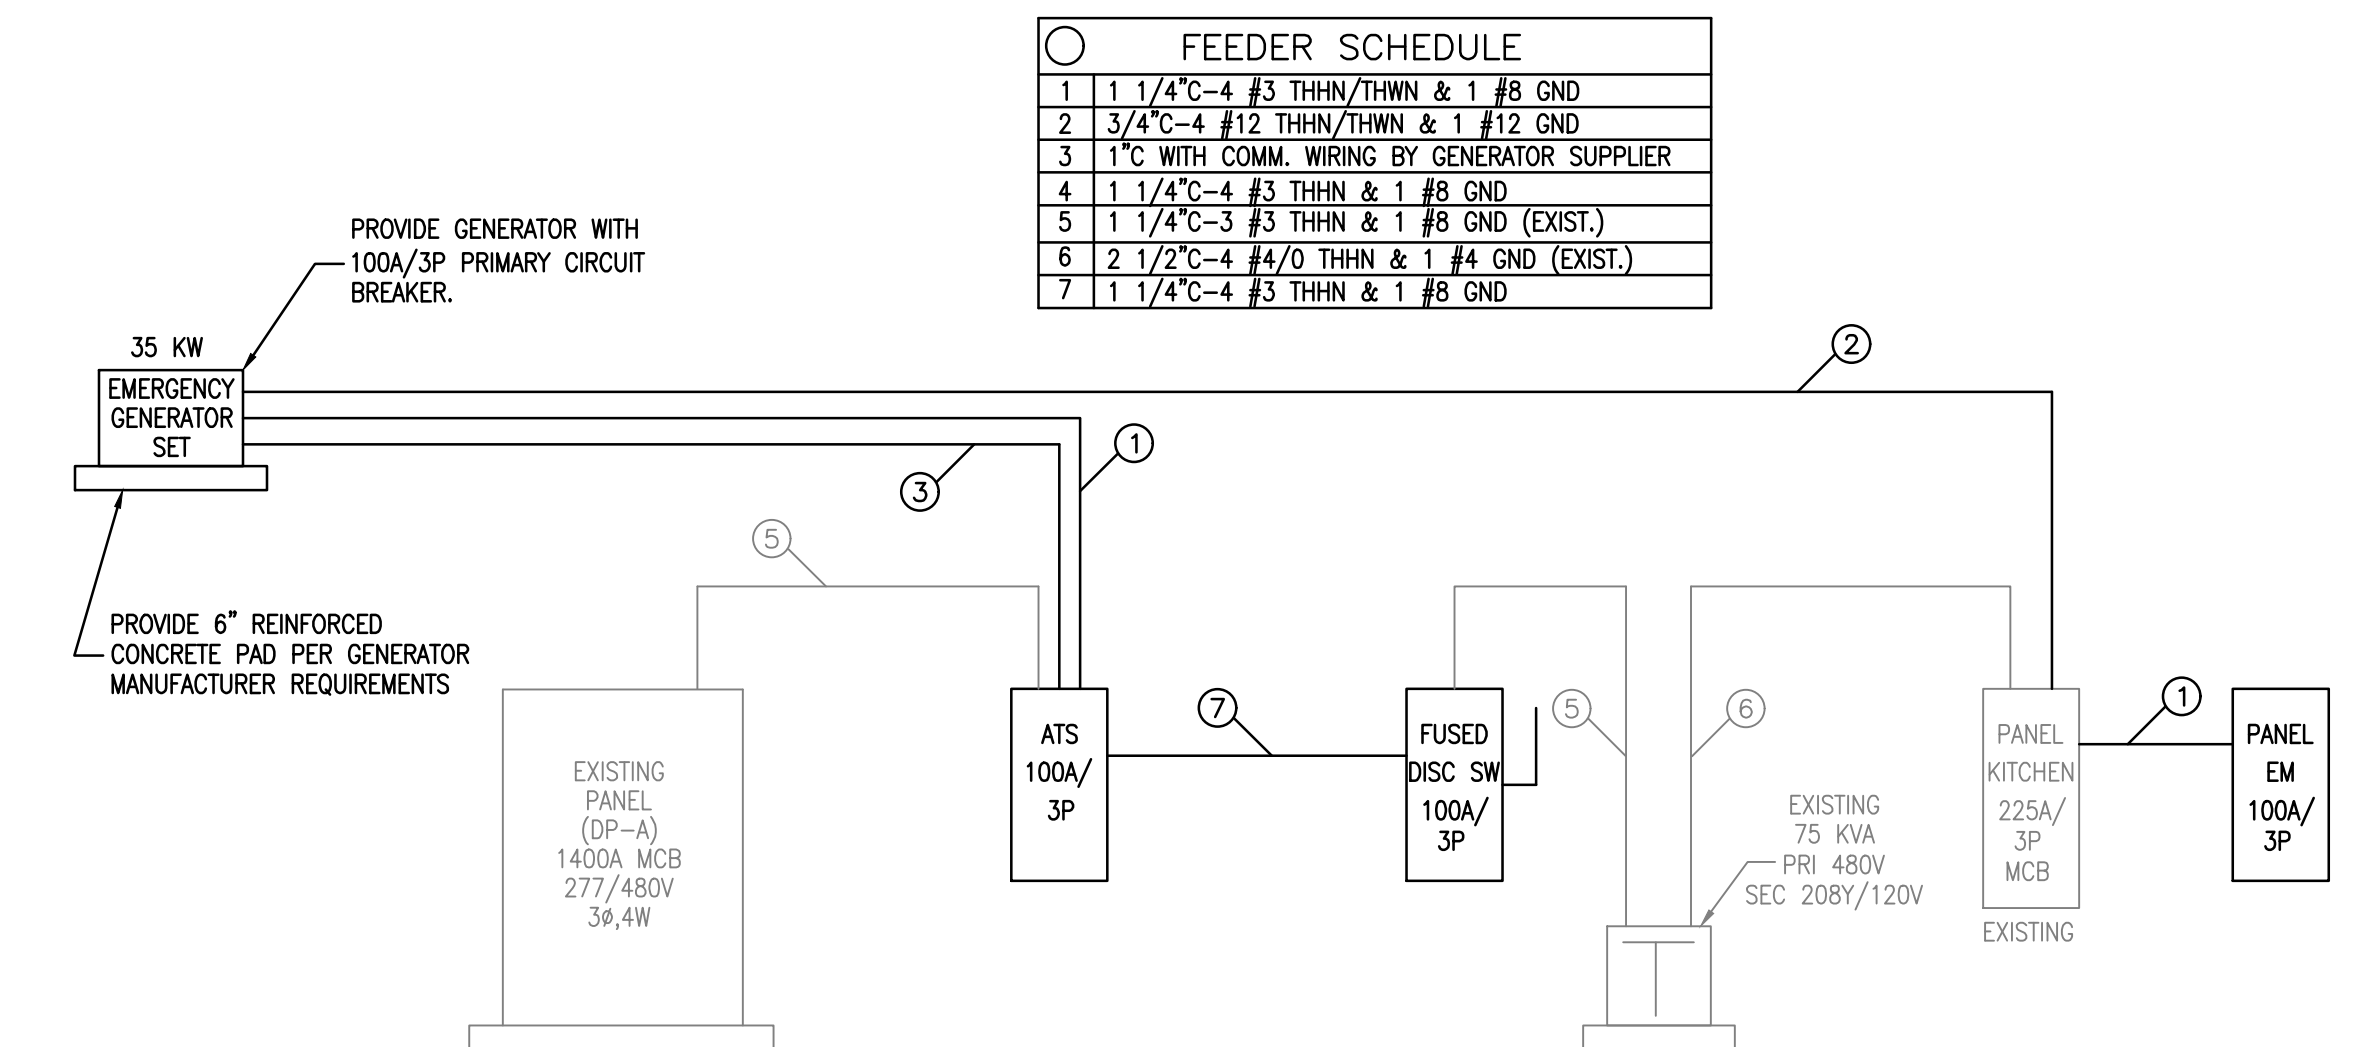 FEEDER SCHEDULE
1 1 1/4"C-4 #3 THHN/THWN & 1 #8 GND
2 3/4"C-4 #12 THHN/THWN & 1 #12 GND
3 1"C WITH COMM. WIRING BY GENERATOR SUPPLIER
4 1 1/4"C-4 #3 THHN & 1 #8 GND
5 1 1/4"C-3 #3 THHN & 1 #8 GND (EXIST.)
6 2 1/2"C-4 #4/0 THHN & 1 #4 GND (EXIST.)
7 1 1/4"C-4 #3 THHN & 1 #8 GND
PROVIDE GENERATOR WITH
100A/3P PRIMARY CIRCUIT
BREAKER.
35 KW
EMERGENCY
GENERATOR
SET
2
1
3
5
PROVIDE 6" REINFORCED
CONCRETE PAD PER GENERATOR
MANUFACTURER REQUIREMENTS
EXISTING
PANEL
(DP-A)
1400A MCB
277/480V
3ø,4W
ATS
100A/
3P
7
FUSED
DISC SW
100A/
3P
5
6
EXISTING
75 KVA
PRI 480V
SEC 208Y/120V
PANEL
KITCHEN
225A/
3P
MCB
EXISTING
1
PANEL
EM
100A/
3P